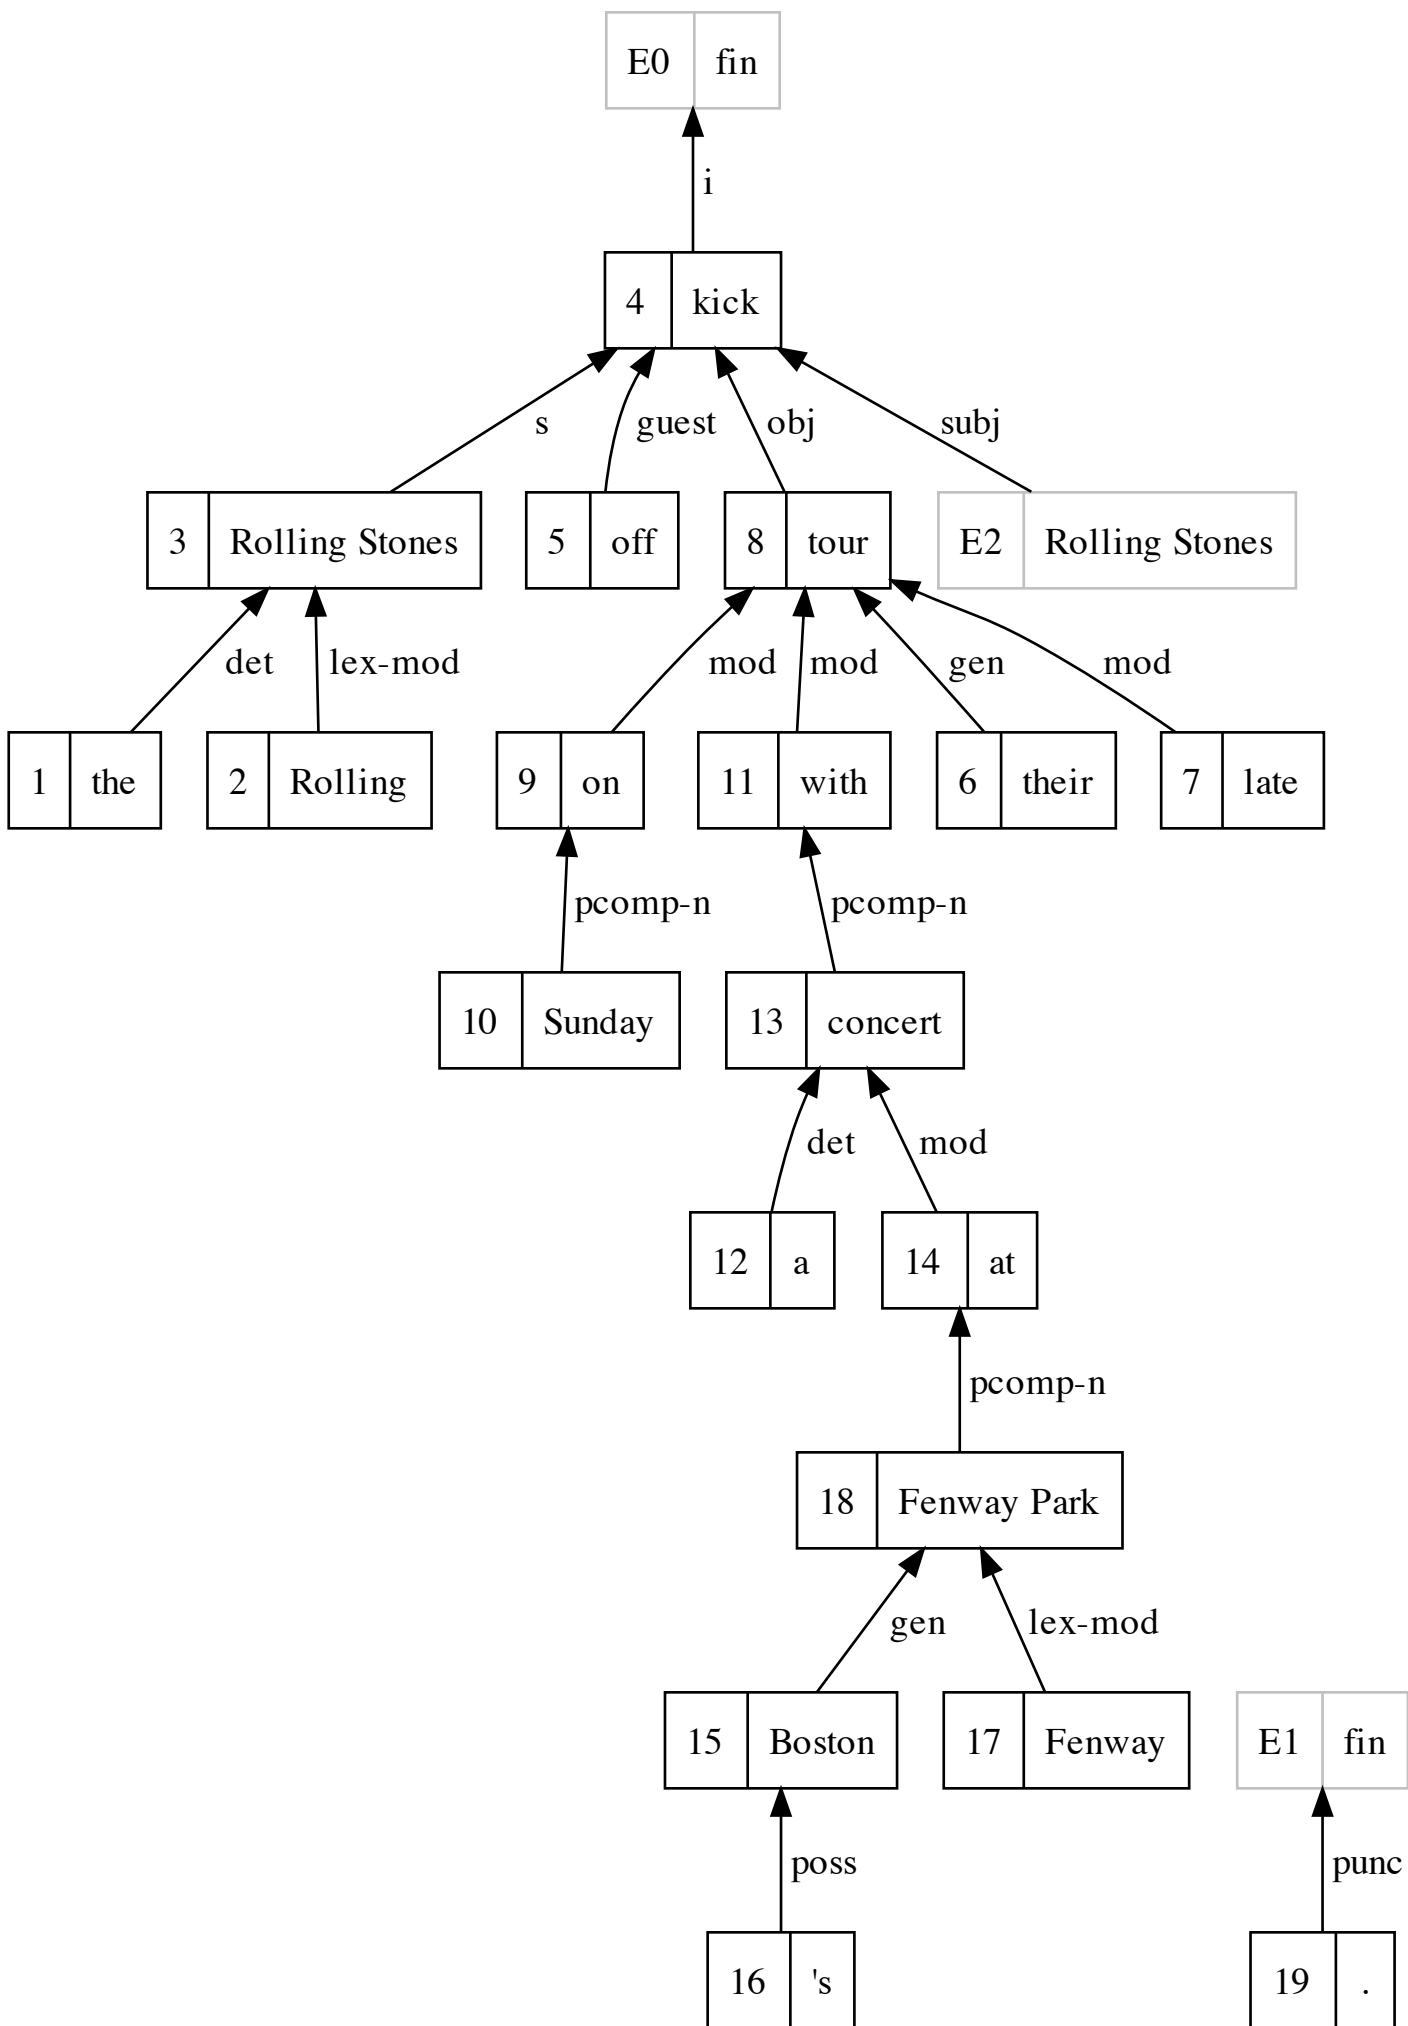 E0 fin
i
4 kick
s guest obj subj
3 Rolling Stones 5 off 8 tour E2 Rolling Stones
det lex-mod mod mod gen mod
1 the 2 Rolling 9 on 11 with 6 their 7 late
pcomp-n pcomp-n
10 Sunday 13 concert
det mod
12 a 14 at
pcomp-n
18 Fenway Park
gen lex-mod
15 Boston 17 Fenway E1 fin
poss punc
16 's 19 .